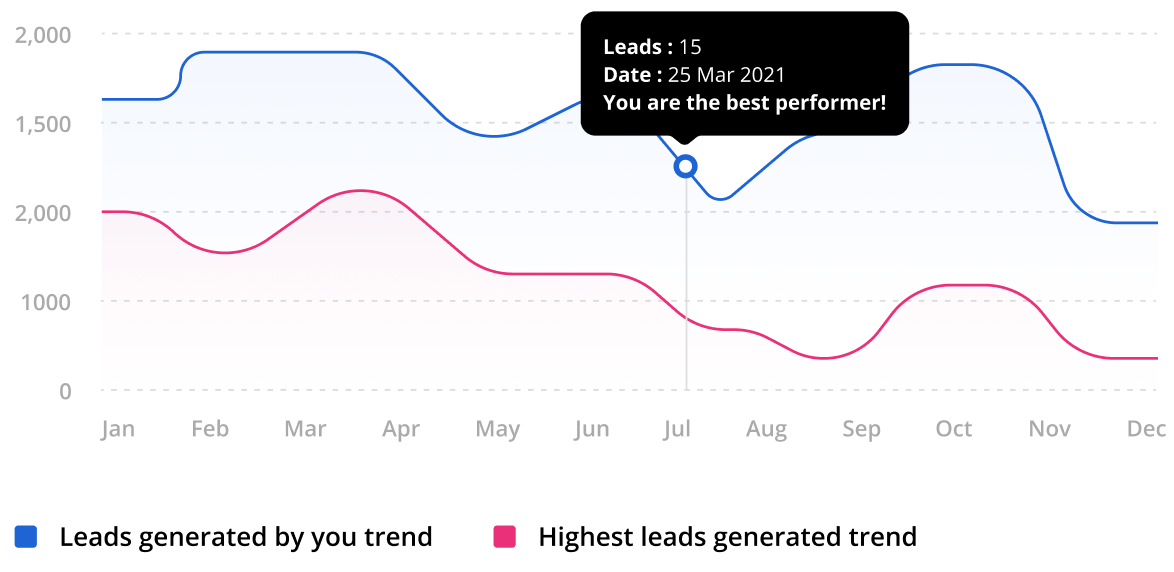 2,000
Leads : 15
Date : 25 Mar 2021
You are the best performer!
1,500
2,000
1000
0
Jan Feb Mar Apr May Jun Jul Aug Sep Oct Nov Dec
Leads generated by you trend Highest leads generated trend